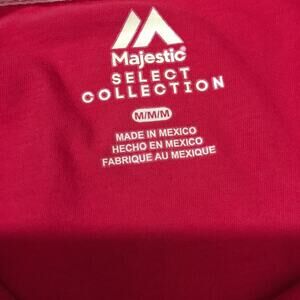 Majestic®
SELECT
COLLECTION
M/M/M
MADE IN MEXICO
HECHO EN MEXICO
FABRIQUE AU MEXIQUE